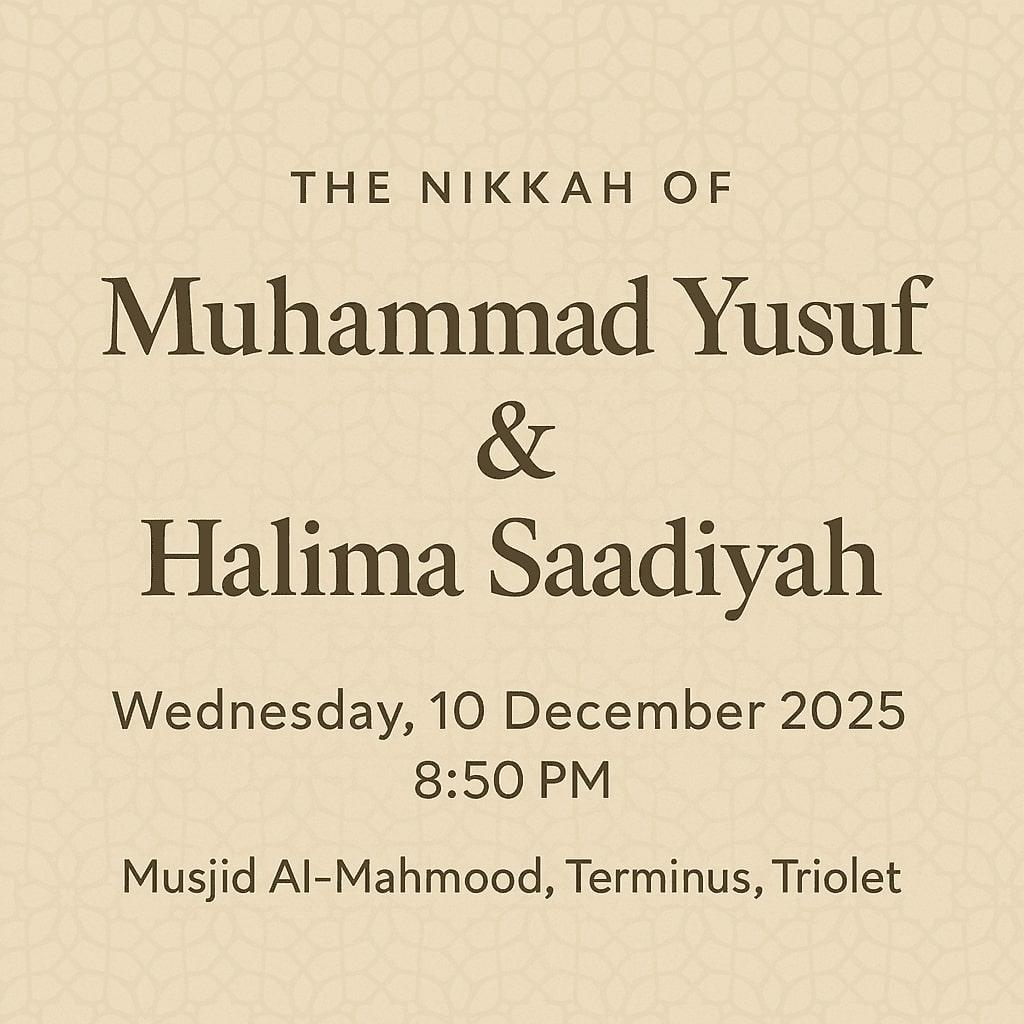 THE NIKKAH OF
Muhammad Yusuf
&
Halima Saadiyah
Wednesday, 10 December 2025
8:50 PM
Musjid Al-Mahmood, Terminus, Triolet